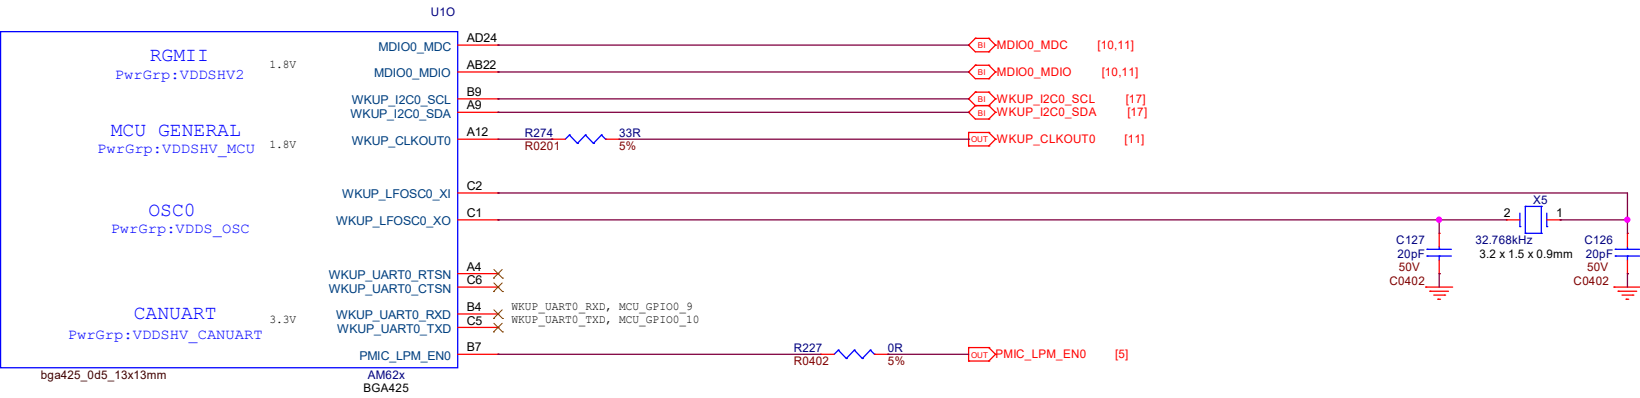 U1O
RGMII
PwrGrp:VDDSHV2
1.8V
MDIO0_MDC
AD24
BI
MDIO0_MDC
[10,11]
MDIO0_MDIO
AB22
BI
MDIO0_MDIO
[10,11]
WKUP_I2C0_SCL
B9
BI
WKUP_I2C0_SCL
[17]
WKUP_I2C0_SDA
A9
BI
WKUP_I2C0_SDA
[17]
MCU GENERAL
PwrGrp:VDDSHV_MCU
1.8V
WKUP_CLKOUT0
A12
R274
33R
R0201
5%
OUT
WKUP_CLKOUT0
[11]
WKUP_LFOSC0_XI
C2
OSC0
PwrGrp:VDDS_OSC
WKUP_LFOSC0_XO
C1
X5
2
1
32.768kHz
3.2 x 1.5 x 0.9mm
C127
20pF
50V
C0402
C126
20pF
50V
C0402
WKUP_UART0_RTSN
A4
WKUP_UART0_CTSN
C6
CANUART
PwrGrp:VDDSHV_CANUART
3.3V
WKUP_UART0_RXD
B4
WKUP_UART0_RXD, MCU_GPIO0_9
WKUP_UART0_TXD
C5
WKUP_UART0_TXD, MCU_GPIO0_10
PMIC_LPM_EN0
B7
R227
0R
R0402
5%
OUT
PMIC_LPM_EN0
[5]
bga425_0d5_13x13mm
AM62x
BGA425